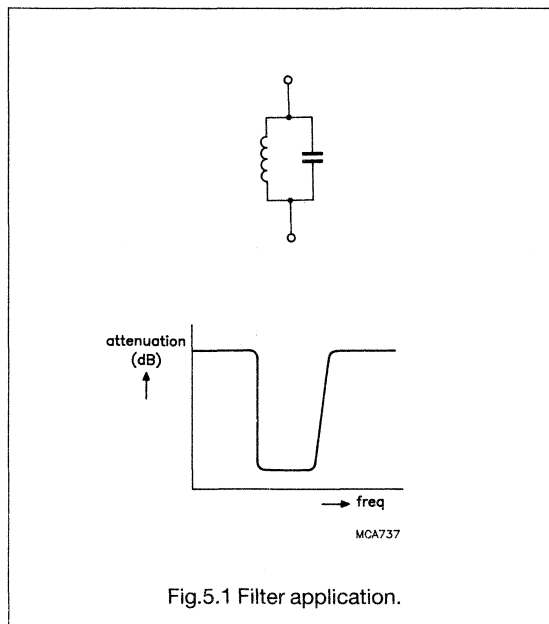 attenuation
(dB)
freq
MCA737
Fig.5.1 Filter application.